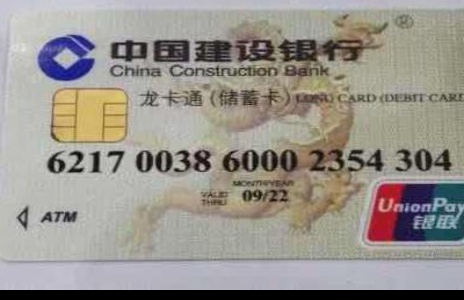 ®
中国建设银行
China Construction Bank
龙卡通(储蓄卡) LONG CARD (DEBIT CARD
6217 0038 6000 2354 304
MONTH/YEAR
VALID THRU 09/22
ATM
UnionPay
银联